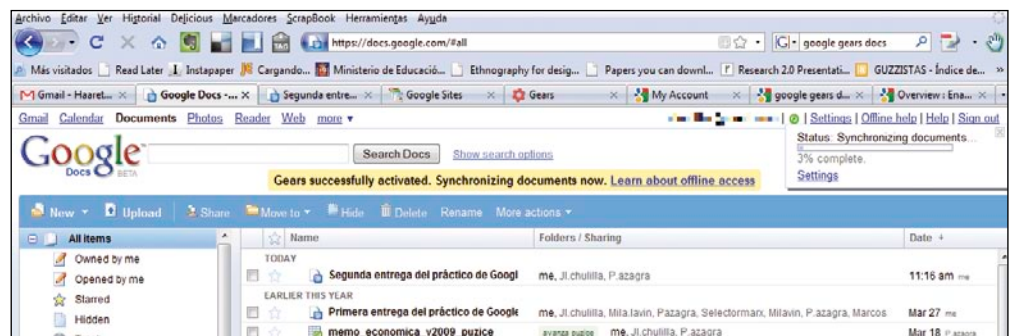 Archivo Editar Ver Historial Delicious Marcadores ScrapBook Herramientas Ayuda
https://docs.google.com/#all google gears docs
Más visitados Read Later Instapaper Cargando... Ministerio de Educació... Ethnography for desig... Papers you can downl... Research 2.0 Presentati... GUZZISTAS - Índice de... »
Gmail - Haaret... Google Docs -... Segunda entre... Google Sites Gears My Account google gears d... Overview: Ena...
Gmail Calendar Documents Photos Reader Web more ▼ | Settings | Offline help | Help | Sign out
Google Docs BETA Search Docs Show search options
Status: Synchronizing documents...
3% complete.
Settings
Gears successfully activated. Synchronizing documents now. Learn about offline access
New Upload Share Move to Hide Delete Rename More actions
All items Name Folders / Sharing Date
Owned by me TODAY
Opened by me Segunda entrega del práctico de Googl me, Jl.chulilla, P.azagra 11:16 am me
Starred EARLIER THIS YEAR
Hidden Primera entrega del práctico de Google me, Jl.chulilla, Mila.lavin, Pazagra, Selectormarx, Milavin, P.azagra, Marcos Mar 27 me
memo_economica_v2009_puzice avanza puzice me, Jl.chulilla, P.azagra Mar 18 P.azagra